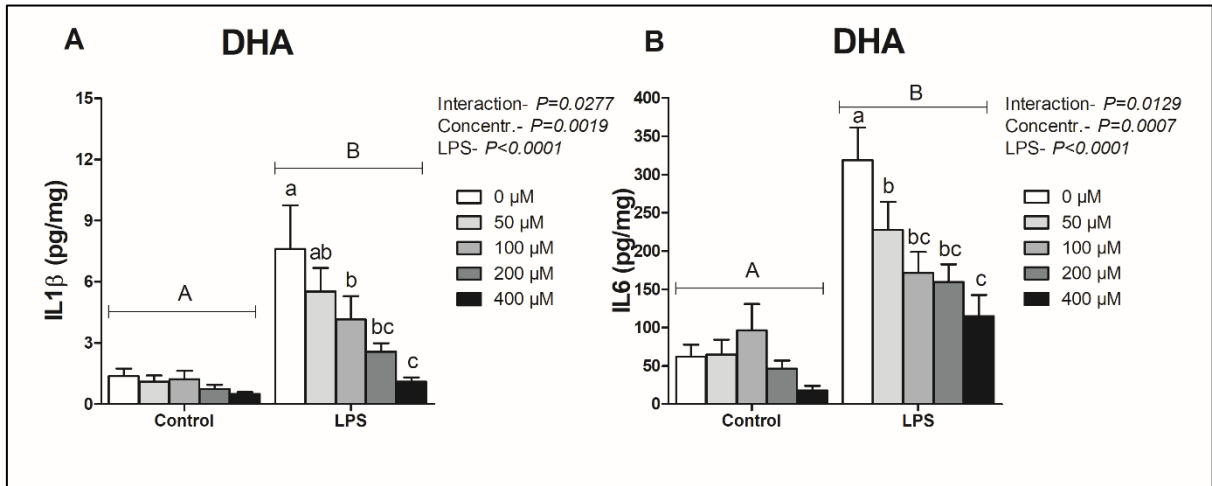 A
DHA
Interaction- P=0.0277
Concentr.- P=0.0019
LPS- P<0.0001
0 µM
50 µM
100 µM
200 µM
400 µM
IL1β (pg/mg)
15
12
9
6
3
0
A
B
a
ab
b
bc
c
Control
LPS
B
DHA
Interaction- P=0.0129
Concentr.- P=0.0007
LPS- P<0.0001
0 µM
50 µM
100 µM
200 µM
400 µM
IL6 (pg/mg)
400
350
300
250
200
150
100
50
0
A
B
a
b
bc
bc
c
Control
LPS